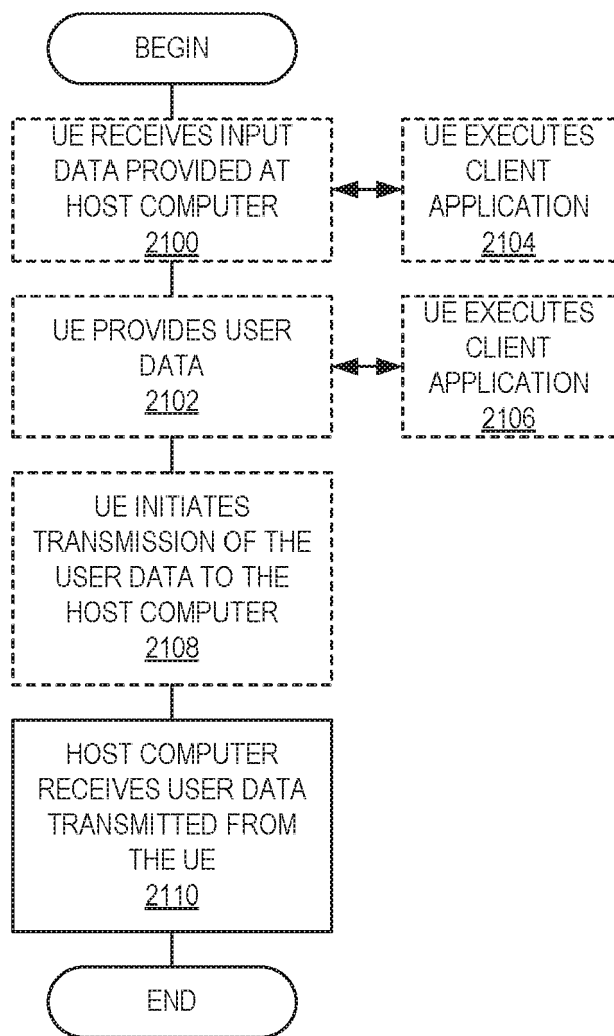 BEGIN
UE RECEIVES INPUT
DATA PROVIDED AT
HOST COMPUTER
2100
UE EXECUTES
CLIENT
APPLICATION
2104
UE PROVIDES USER
DATA
2102
UE EXECUTES
CLIENT
APPLICATION
2106
UE INITIATES
TRANSMISSION OF THE
USER DATA TO THE
HOST COMPUTER
2108
HOST COMPUTER
RECEIVES USER DATA
TRANSMITTED FROM
THE UE
2110
END